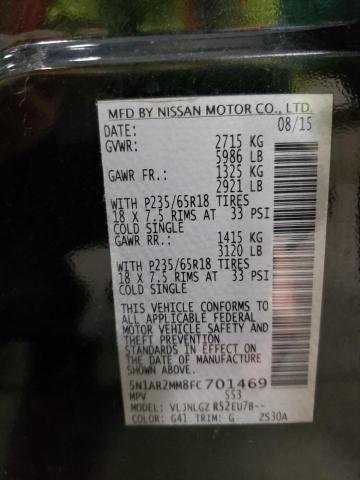 MFD BY NISSAN MOTOR CO., LTD.
DATE: 08/15
GVWR: 2715 KG
5986 LB
GAWR FR.: 1325 KG
2921 LB
WITH P235/65R18 TIRES
18 X 7.5 RIMS AT 33 PSI
COLD SINGLE
GAWR RR.: 1415 KG
3120 LB
WITH P235/65R18 TIRES
18 X 7.5 RIMS AT 33 PSI
COLD SINGLE
THIS VEHICLE CONFORMS TO
ALL APPLICABLE FEDERAL
MOTOR VEHICLE SAFETY AND
THEFT PREVENTION
STANDARDS IN EFFECT ON
THE DATE OF MANUFACTURE
SHOWN ABOVE.
5N1AR2MM8FC701469
MPV S53
MODEL: VLJNLGZ R52EU7B--
COLOR: G41 TRIM: G ZS30A